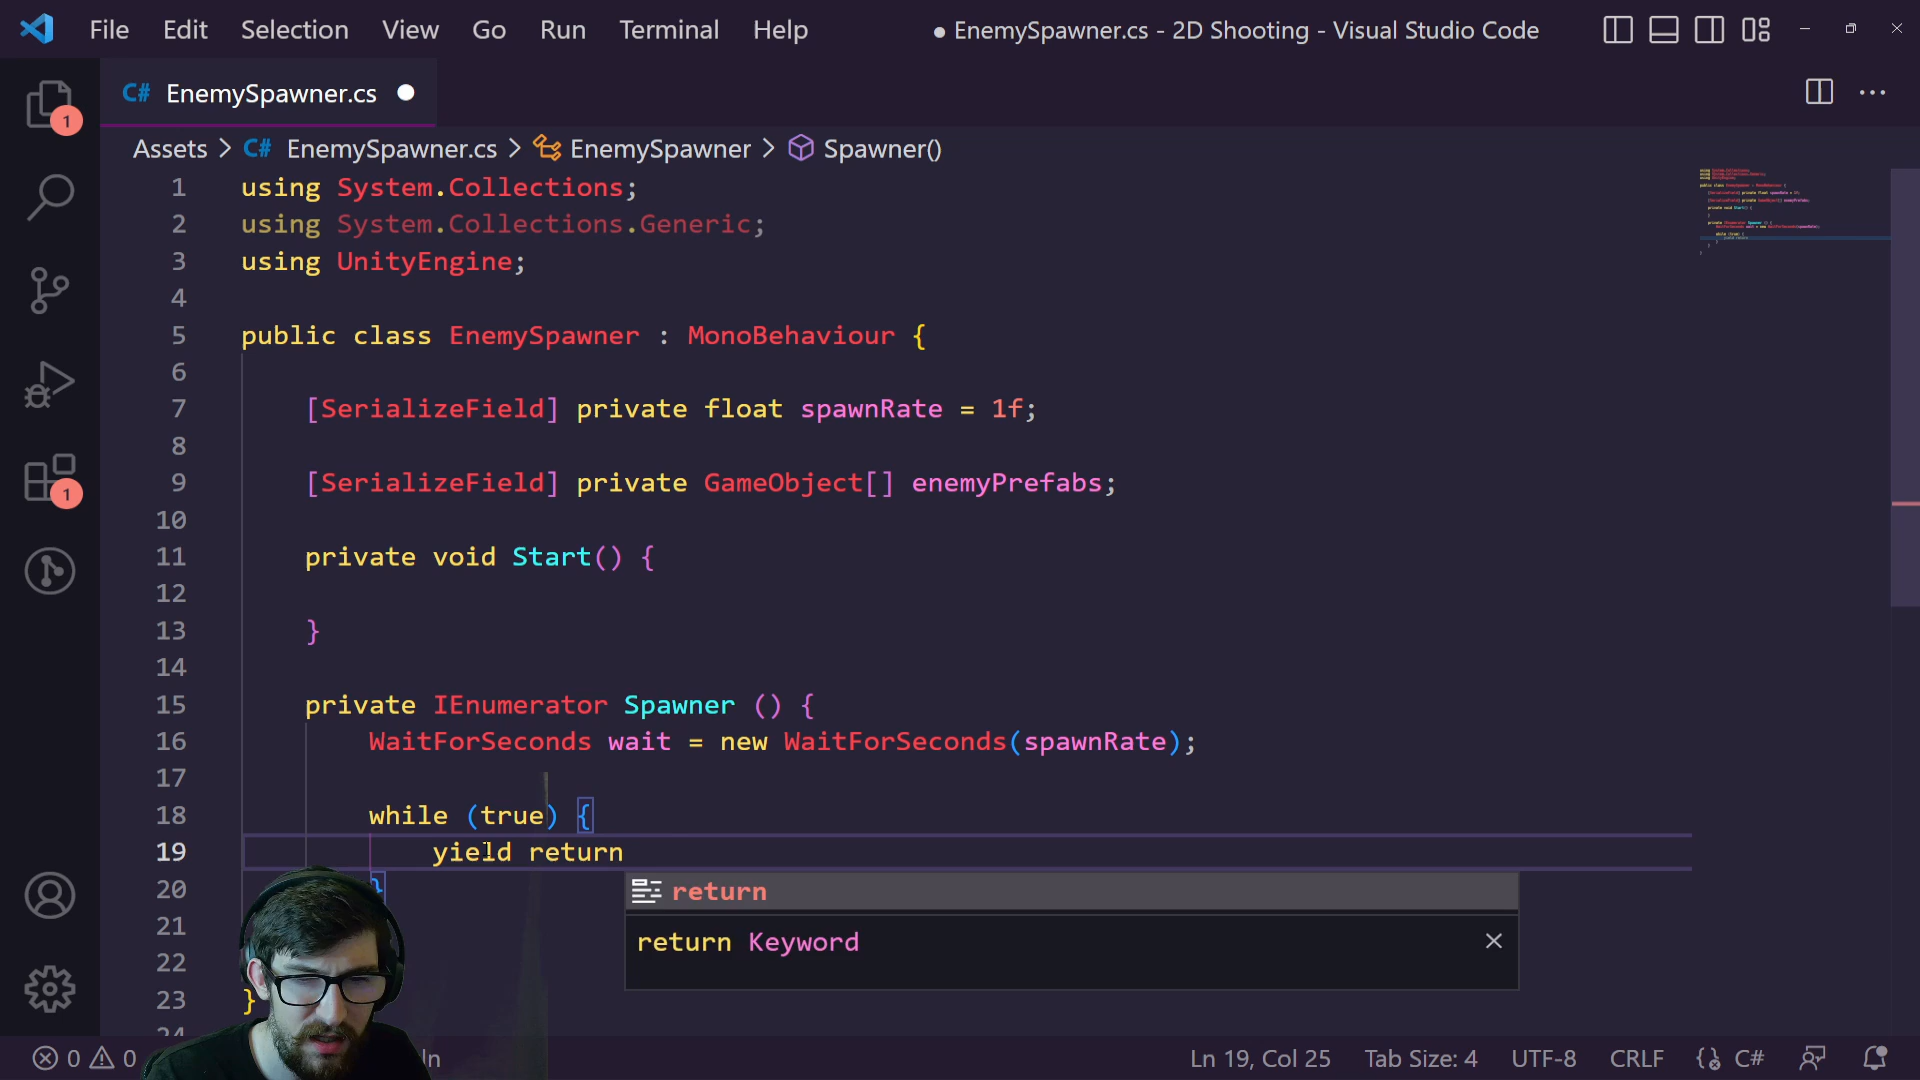 File Edit Selection View Go Run Terminal Help
● EnemySpawner.cs - 2D Shooting - Visual Studio Code
C# EnemySpawner.cs ●
1
1
Assets > C# EnemySpawner.cs > EnemySpawner > Spawner()
1 using System.Collections;
2 using System.Collections.Generic;
3 using UnityEngine;
4
5 public class EnemySpawner : MonoBehaviour {
6
7 [SerializeField] private float spawnRate = 1f;
8
9 [SerializeField] private GameObject[] enemyPrefabs;
10
11 private void Start() {
12
13 }
14
15 private IEnumerator Spawner () {
16 WaitForSeconds wait = new WaitForSeconds(spawnRate);
17
18 while (true) {
19 yield return
20 }
21
22
23 }
24
return
return Keyword
0 0
Ln 19, Col 25 Tab Size: 4 UTF-8 CRLF C#